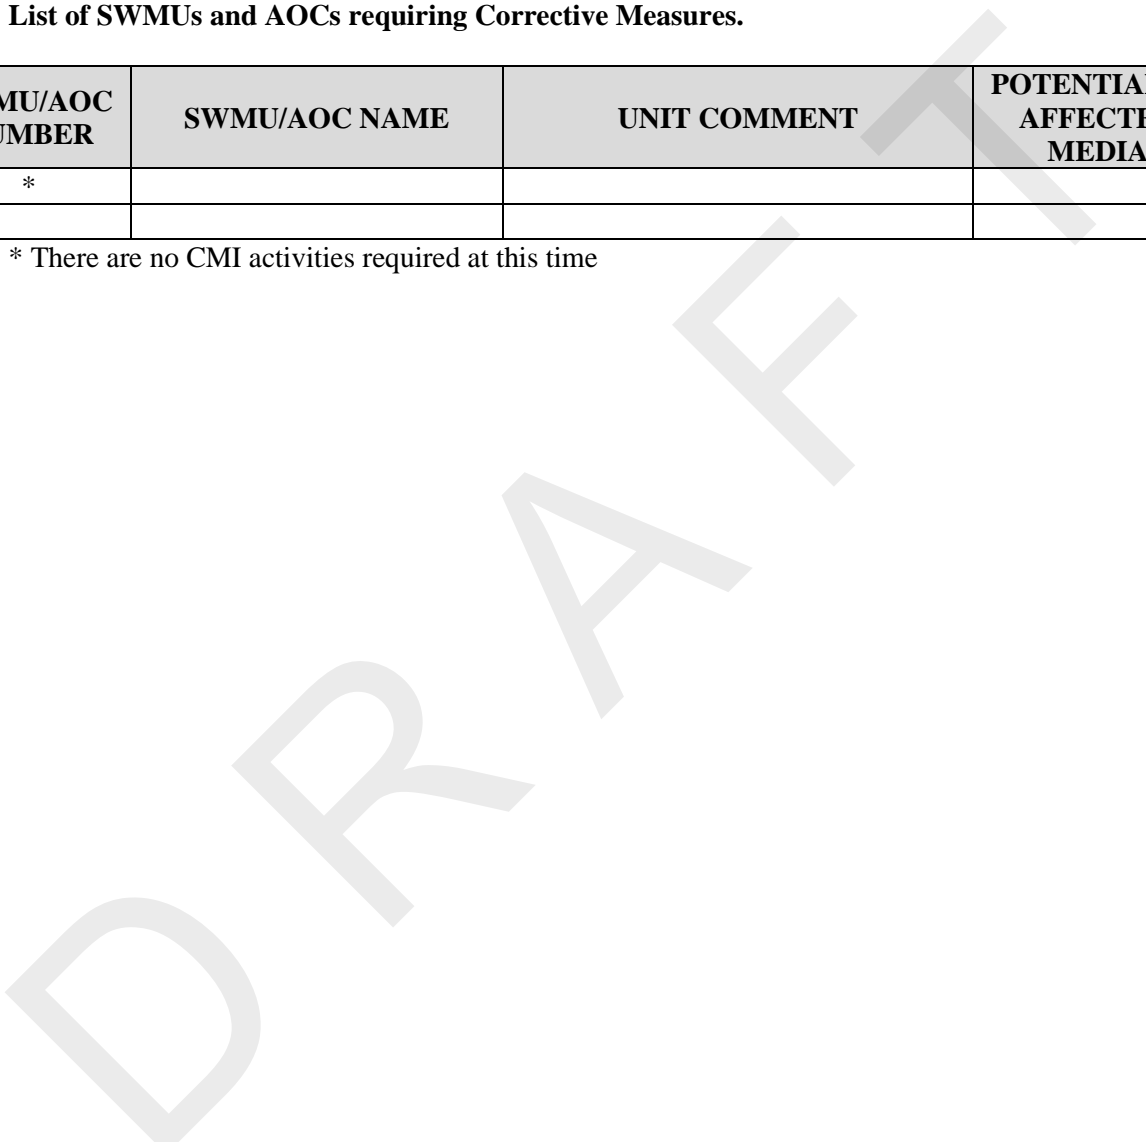 List of SWMUs and AOCs requiring Corrective Measures.
MU/AOC
UMBER
SWMU/AOC NAME
UNIT COMMENT
POTENTIA
AFFECTE
MEDIA
*
* There are no CMI activities required at this time
DRAFT